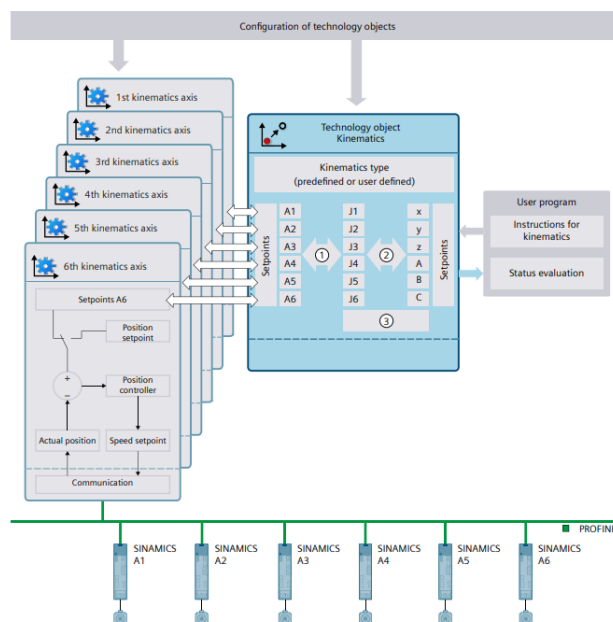 Configuration of technology objects
1st kinematics axis
2nd kinematics axis
3rd kinematics axis
4th kinematics axis
5th kinematics axis
6th kinematics axis
Setpoints A6
Position
setpoint
+
−
Position
controller
Actual position
Speed setpoint
Communication
Technology object
Kinematics
Kinematics type
(predefined or user defined)
Setpoints
A1
A2
A3
A4
A5
A6
1
J1
J2
J3
J4
J5
J6
2
x
y
z
A
B
C
Setpoints
3
User program
Instructions for
kinematics
Status evaluation
PROFINE
SINAMICS
A1
SINAMICS
A2
SINAMICS
A3
SINAMICS
A4
SINAMICS
A5
SINAMICS
A6